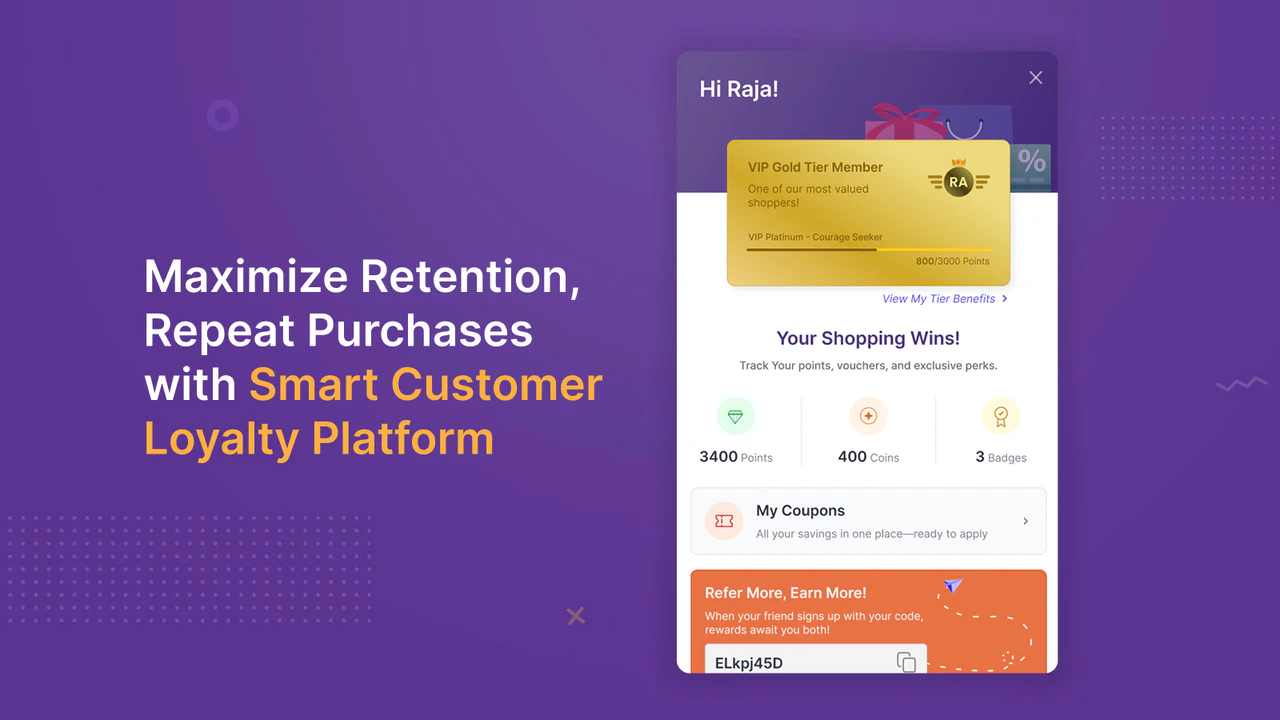 Maximize Retention,
Repeat Purchases
with Smart Customer
Loyalty Platform
Hi Raja!
%
VIP Gold Tier Member
RA
One of our most valued
shoppers!
VIP Platinum - Courage Seeker
800/3000 Points
View My Tier Benefits
Your Shopping Wins!
Track Your points, vouchers, and exclusive perks.
3400 Points
400 Coins
3 Badges
My Coupons
All your savings in one place—ready to apply
Refer More, Earn More!
When your friend signs up with your code,
rewards await you both!
ELkpj45D